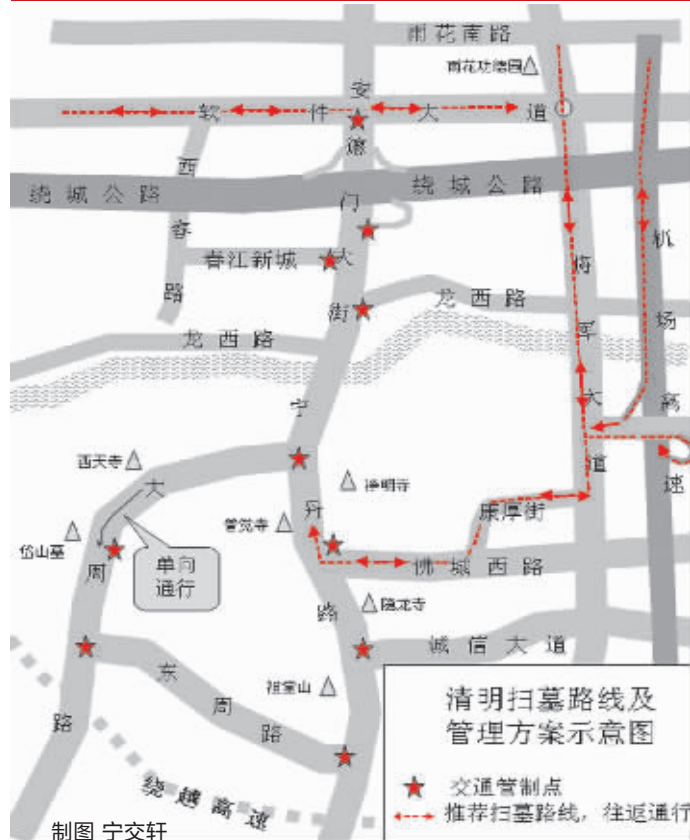 雨花南路
雨花功德园
安德门大街
软件大道
绕城公路
绕城公路
西春路
春江新城
龙西路
龙西路
将军大道
机场高速
宁丹路
西天寺
大周路
岱山墓
单向
通行
普觉寺
康厚街
佛城西路
隐龙寺
诚信大道
祖堂山
东周路
绕越高速
清明扫墓路线及
管理方案示意图
交通管制点
推荐扫墓路线，往返通行
制图 宁交轩